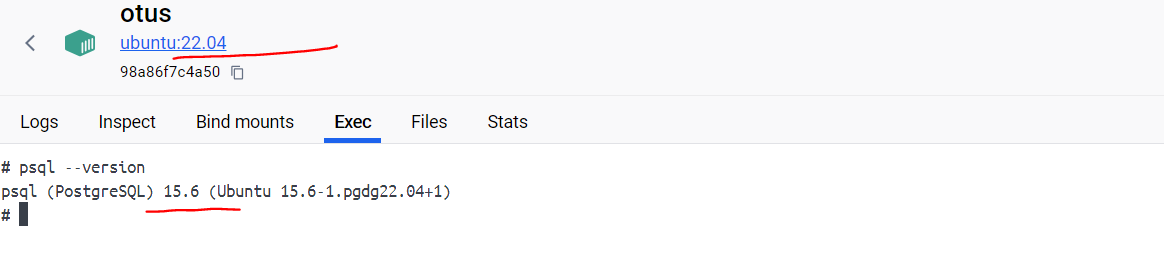 otus
ubuntu:22.04
98a86f7c4a50
Logs Inspect Bind mounts Exec Files Stats
# psql --version
psql (PostgreSQL) 15.6 (Ubuntu 15.6-1.pgdg22.04+1)
#